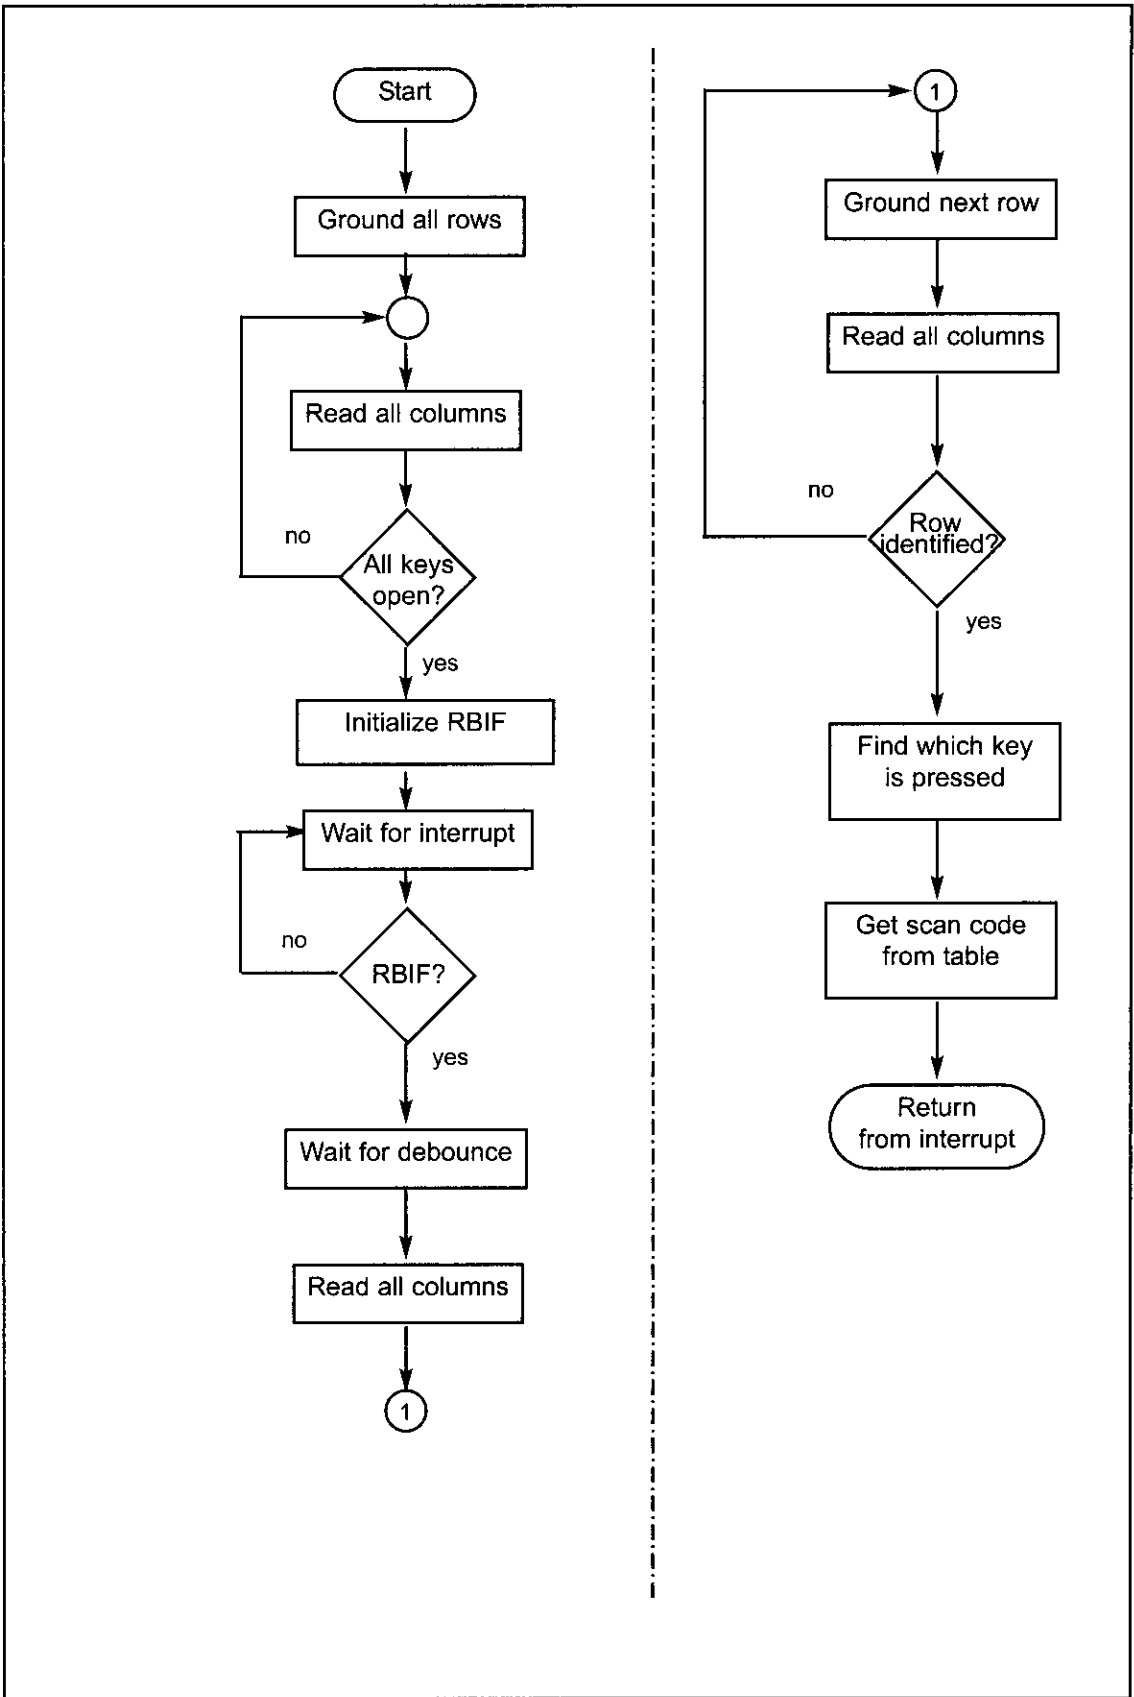 Start
Ground all rows
Read all columns
no
All keys
open?
yes
Initialize RBIF
Wait for interrupt
no
RBIF?
yes
Wait for debounce
Read all columns
1
1
Ground next row
Read all columns
no
Row
identified?
yes
Find which key
is pressed
Get scan code
from table
Return
from interrupt